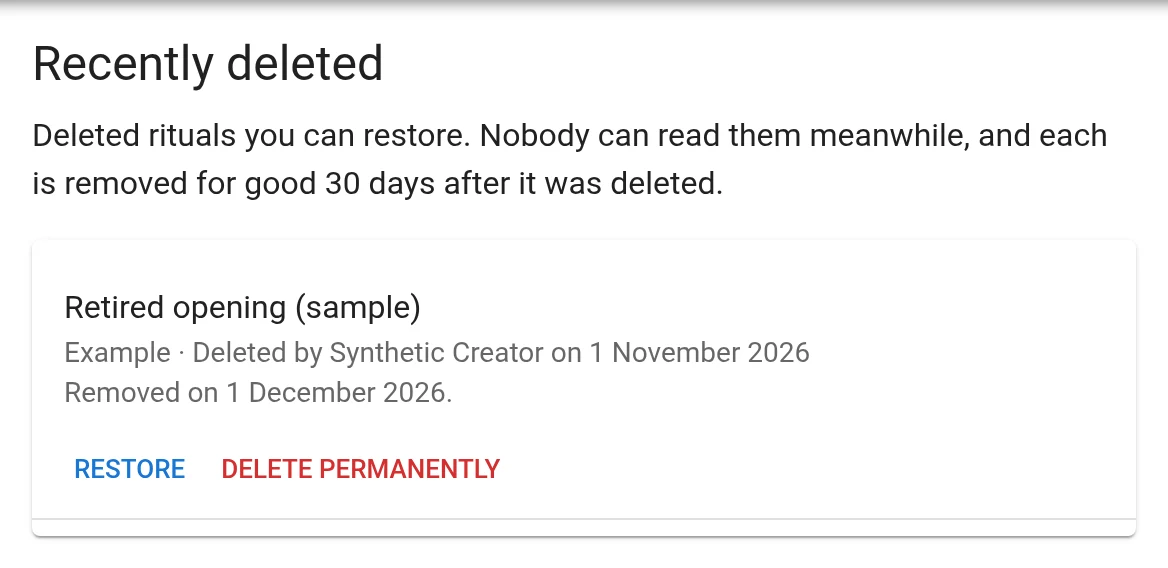 Recently deleted
Deleted rituals you can restore. Nobody can read them meanwhile, and each
is removed for good 30 days after it was deleted.
Retired opening (sample)
Example · Deleted by Synthetic Creator on 1 November 2026
Removed on 1 December 2026.
RESTORE DELETE PERMANENTLY